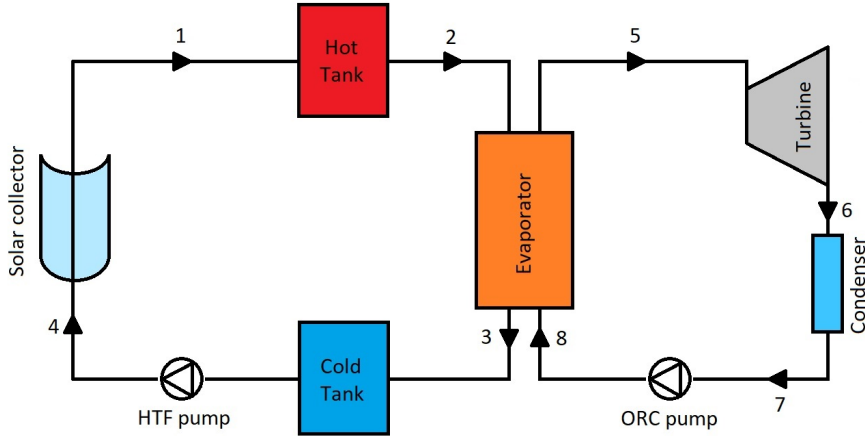 1
Hot
Tank
2
5
Turbine
Solar collector
Evaporator
6
Condenser
4
3
8
Cold
Tank
7
HTF pump
ORC pump